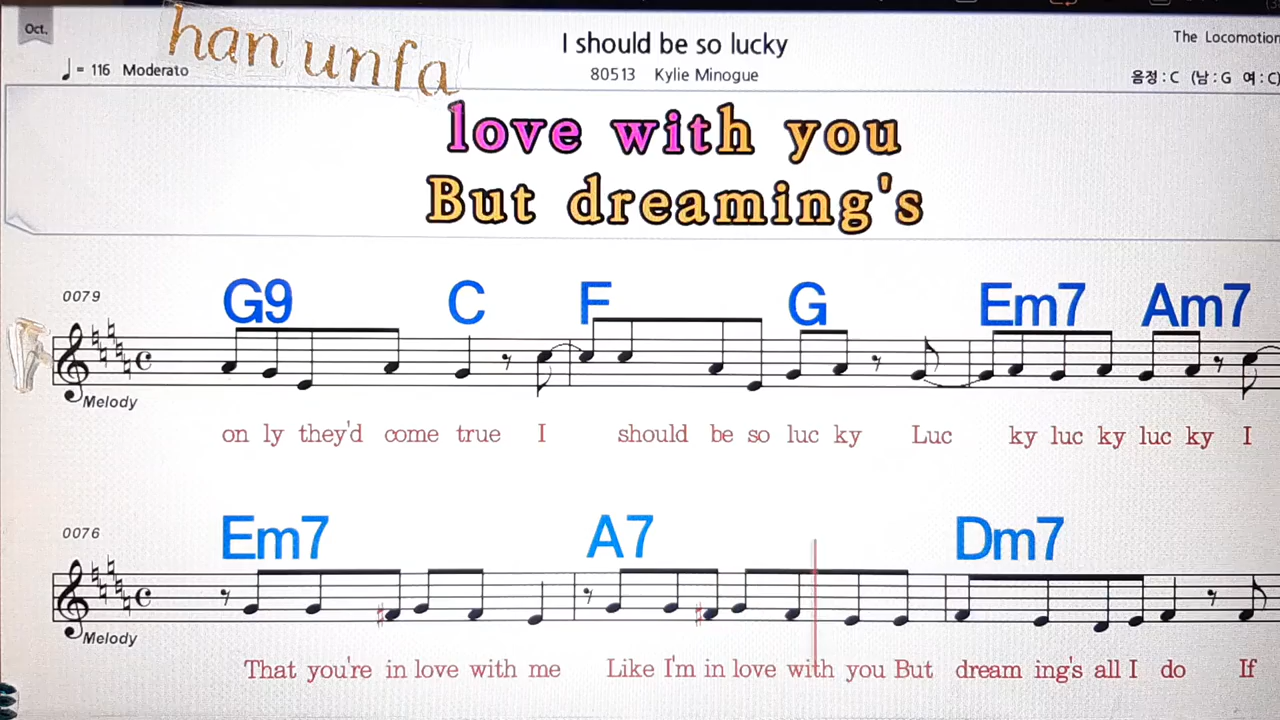 Oct.
han unfa
I should be so lucky
The Locomotion
♩= 116 Moderato
80513 Kylie Minogue
음정 : C (남 : G 여 : C)
love with you
But dreaming's
0079
G9 C F G Em7 Am7
Melody
on ly they'd come true I should be so luc ky Luc ky luc ky luc ky I
0076
Em7 A7 Dm7
Melody
That you're in love with me Like I'm in love with you But dream ing's all I do If